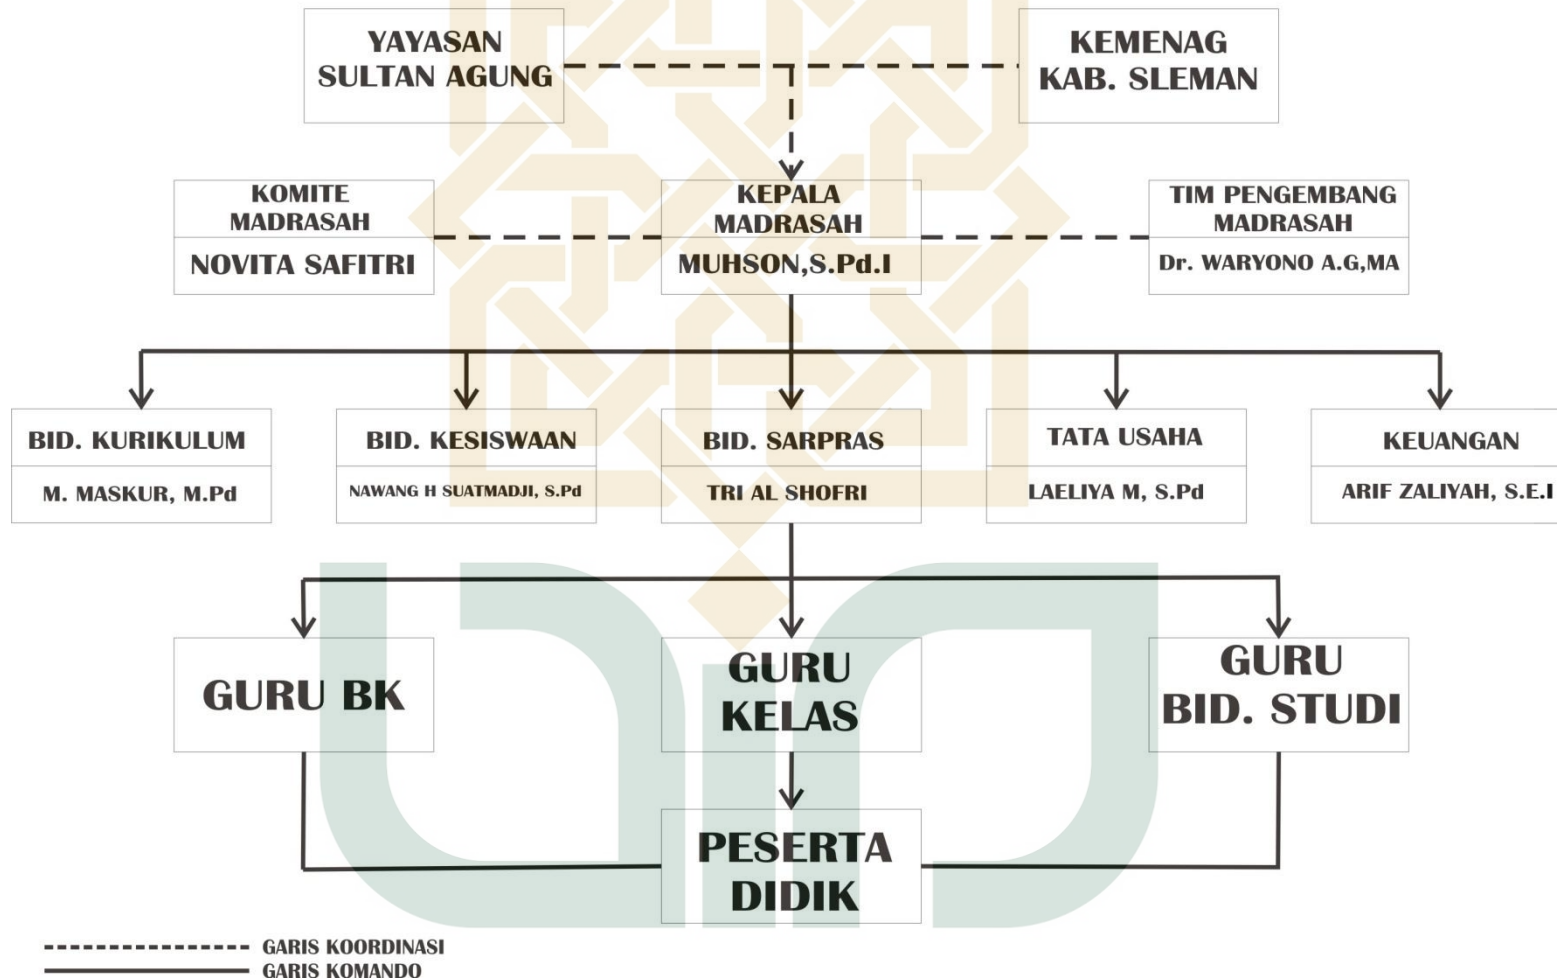 YAYASAN
SULTAN AGUNG
KEMENAG
KAB. SLEMAN
KOMITE
MADRASAH
NOVITA SAFITRI
KEPALA
MADRASAH
MUHSON,S.Pd.I
TIM PENGEMBANG
MADRASAH
Dr. WARYONO A.G,MA
BID. KURIKULUM
M. MASKUR, M.Pd
BID. KESISWAAN
NAWANG H SUATMADJI, S.Pd
BID. SARPRAS
TRI AL SHOFRI
TATA USAHA
LAELIYA M, S.Pd
KEUANGAN
ARIF ZALIYAH, S.E.I
GURU BK
GURU
KELAS
GURU
BID. STUDI
PESERTA
DIDIK
GARIS KOORDINASI
GARIS KOMANDO